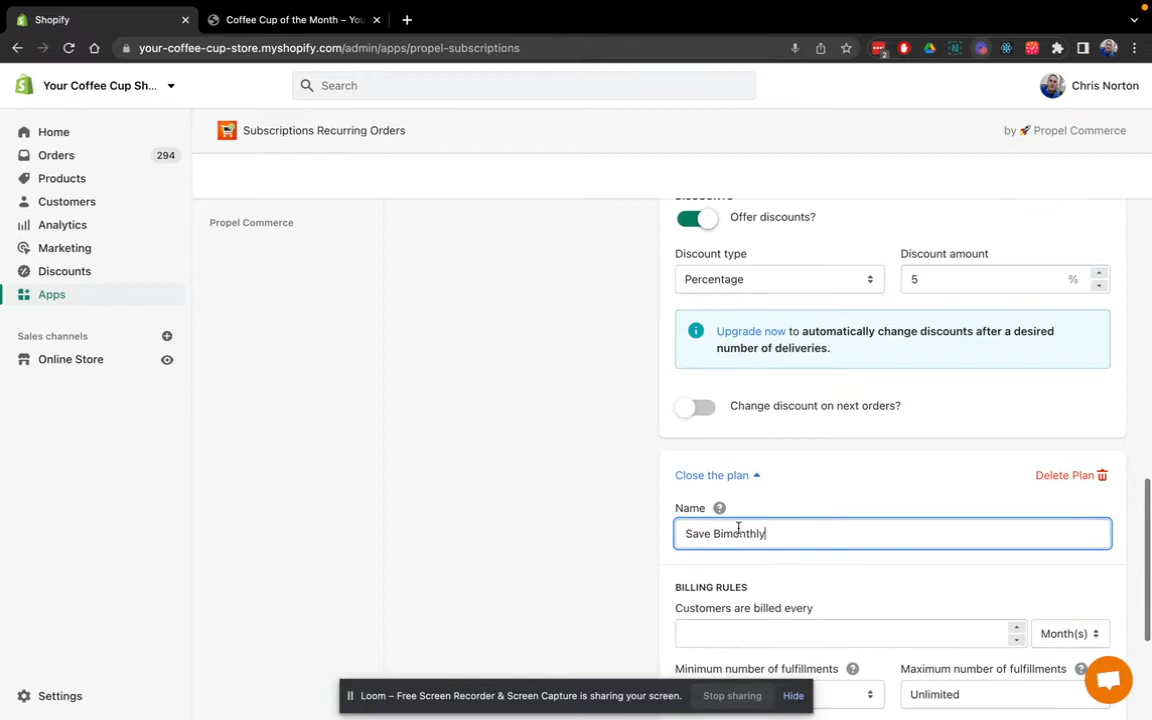 Shopify
Coffee Cup of the Month – You
your-coffee-cup-store.myshopify.com/admin/apps/propel-subscriptions
2
Your Coffee Cup Sh...
Search
Chris Norton
Home
Subscriptions Recurring Orders
by 🚀 Propel Commerce
Orders
294
Products
Customers
Analytics
Marketing
Discounts
Apps
Sales channels
Online Store
Settings
Propel Commerce
DISCOUNTS
Offer discounts?
Discount type
Discount amount
Percentage
5
%
Upgrade now to automatically change discounts after a desired
number of deliveries.
Change discount on next orders?
Close the plan
Delete Plan
Name
Save Bimonthly
BILLING RULES
Customers are billed every
Month(s)
Minimum number of fulfillments
Maximum number of fulfillments
Unlimited
Loom – Free Screen Recorder & Screen Capture is sharing your screen.
Stop sharing
Hide